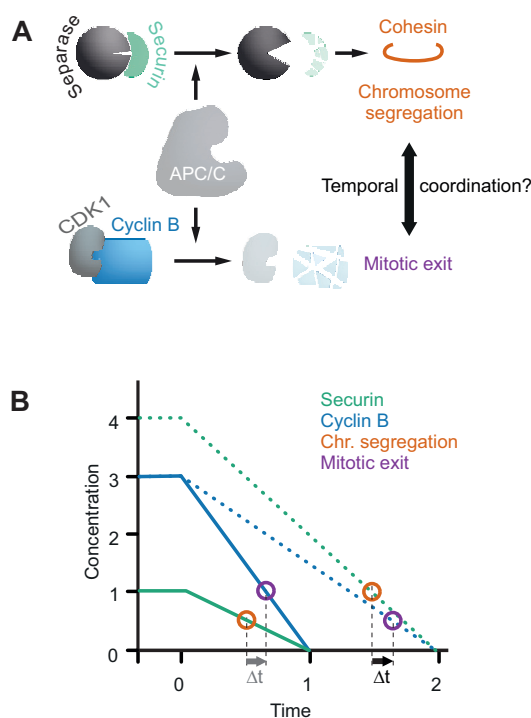 A
Separase
Securin
Cohesin
Chromosome
segregation
APC/C
Temporal coordination?
CDK1
Cyclin B
Mitotic exit
B
Securin
Cyclin B
Chr. segregation
Mitotic exit
Concentration
4
3
2
1
0
Δt
Δt
0
1
2
Time